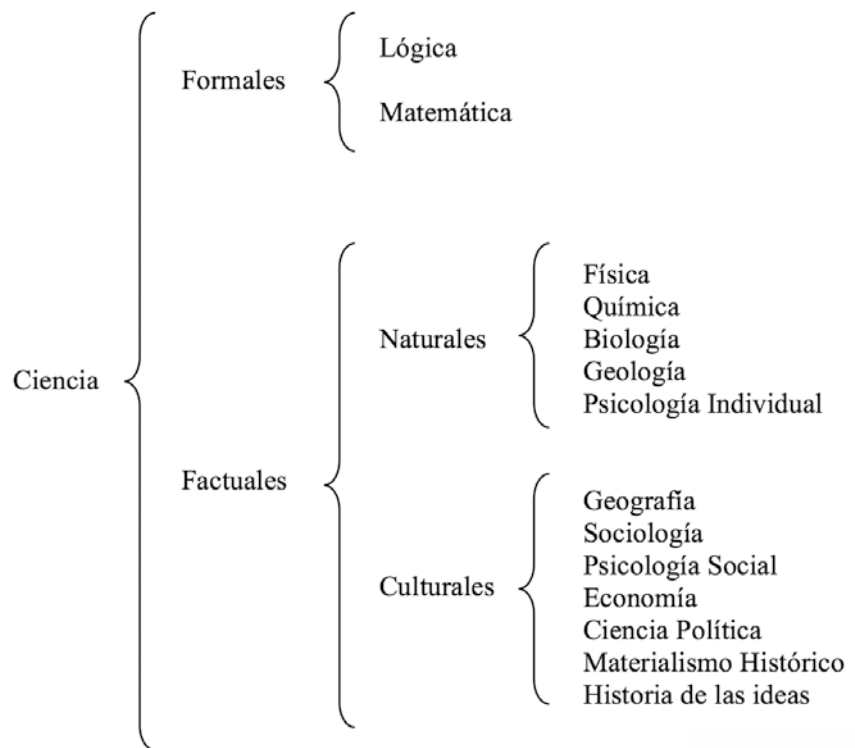 Ciencia
Formales
Lógica
Matemática
Factuales
Naturales
Física
Química
Biología
Geología
Psicología Individual
Culturales
Geografía
Sociología
Psicología Social
Economía
Ciencia Política
Materialismo Histórico
Historia de las ideas